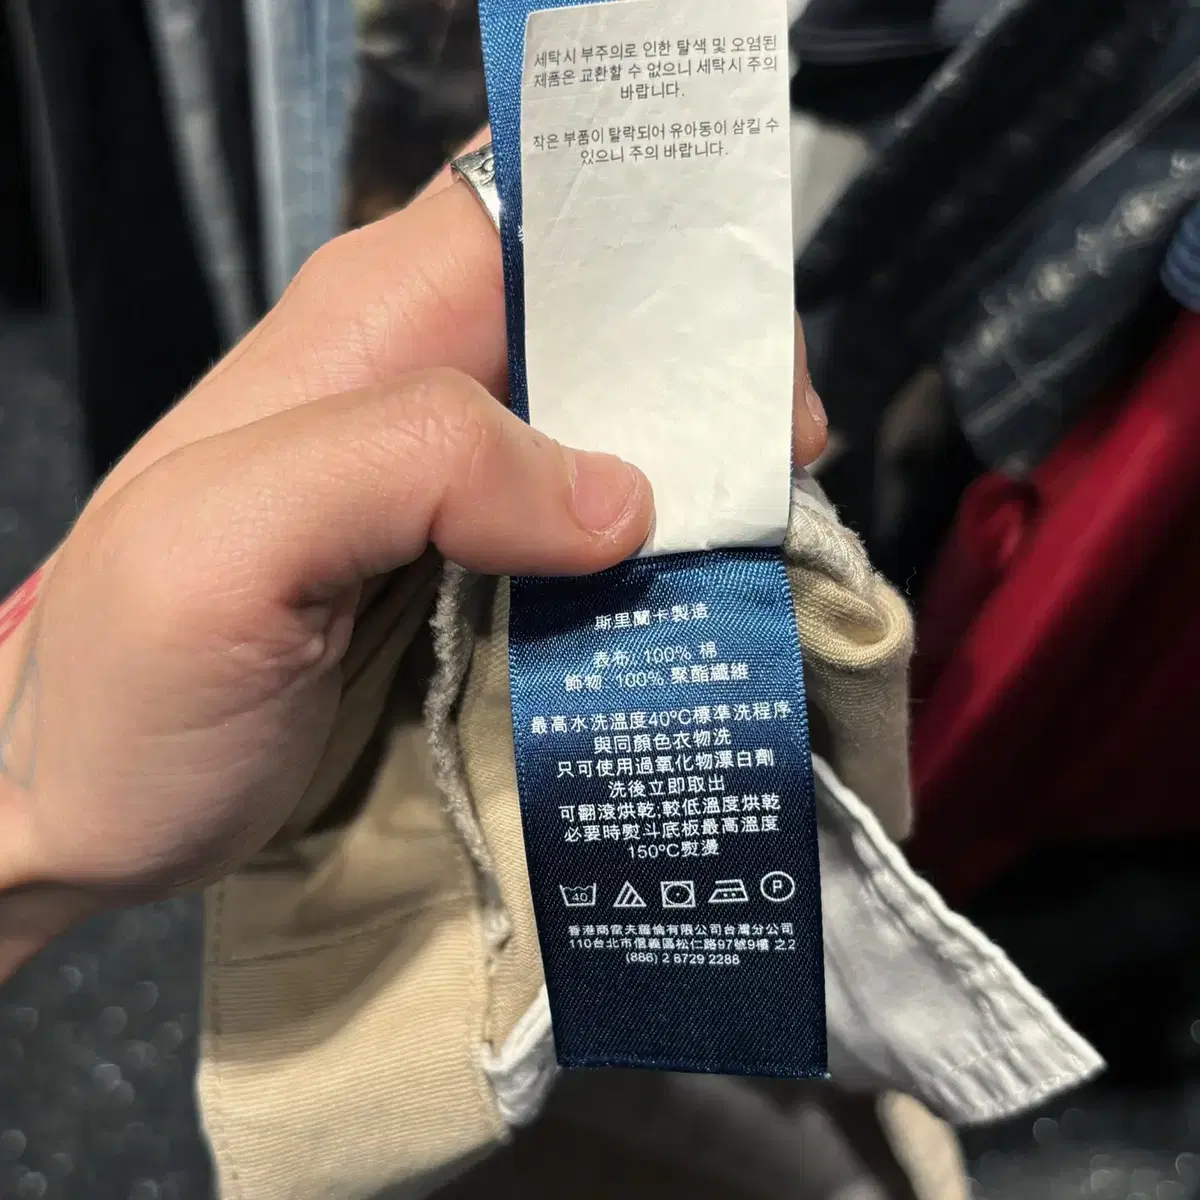 세탁시 부주의로 인한 탈색 및 오염된
제품은 교환할 수 없으니 세탁시 주의
바랍니다.
작은 부품이 탈락되어 유아동이 삼킬 수
있으니 주의 바랍니다.
斯里蘭卡製造
表布. 100% 棉
飾物. 100% 聚酯纖維
最高水洗溫度40°C標準洗程序
與同顏色衣物洗
只可使用過氧化物漂白劑
洗後立即取出
可翻滾烘乾;較低溫度烘乾
必要時熨斗底板最高溫度
150°C熨燙
40 P
香港商雷夫羅倫有限公司台灣分公司
110台北市信義區松仁路97號9樓 之2
(886) 2 8729 2288